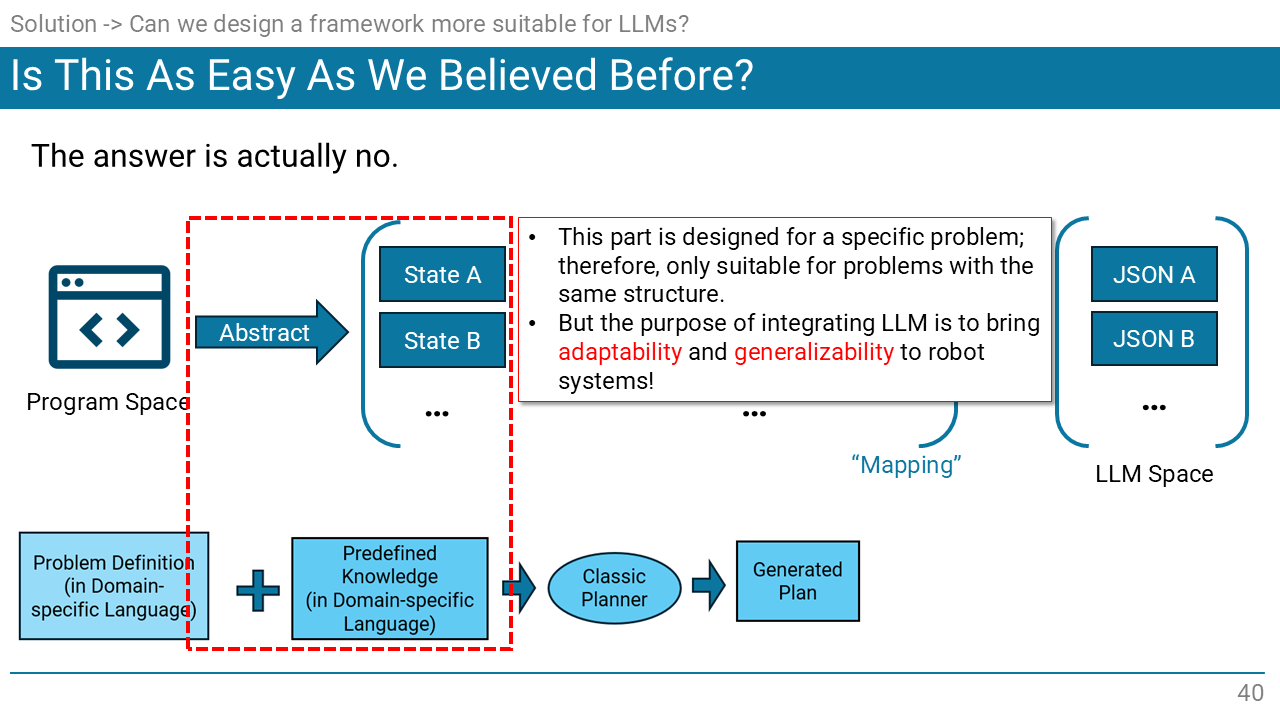 Solution -> Can we design a framework more suitable for LLMs?
Is This As Easy As We Believed Before?
The answer is actually no.
Program Space
Abstract
State A
State B
...
• This part is designed for a specific problem;
therefore, only suitable for problems with the
same structure.
• But the purpose of integrating LLM is to bring
adaptability and generalizability to robot
systems!
...
“Mapping”
JSON A
JSON B
...
LLM Space
Problem Definition
(in Domain-
specific Language)
Predefined
Knowledge
(in Domain-specific
Language)
Classic
Planner
Generated
Plan
40